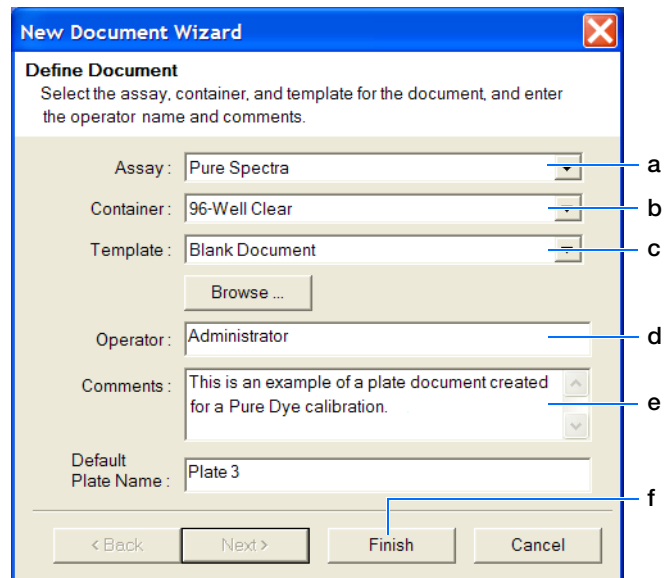 New Document Wizard
Define Document
Select the assay, container, and template for the document, and enter
the operator name and comments.
Assay : Pure Spectra a
Container : 96-Well Clear b
Template : Blank Document c
Browse ...
Operator : Administrator d
Comments : This is an example of a plate document created
for a Pure Dye calibration. e
Default
Plate Name : Plate 3
f
< Back Next > Finish Cancel